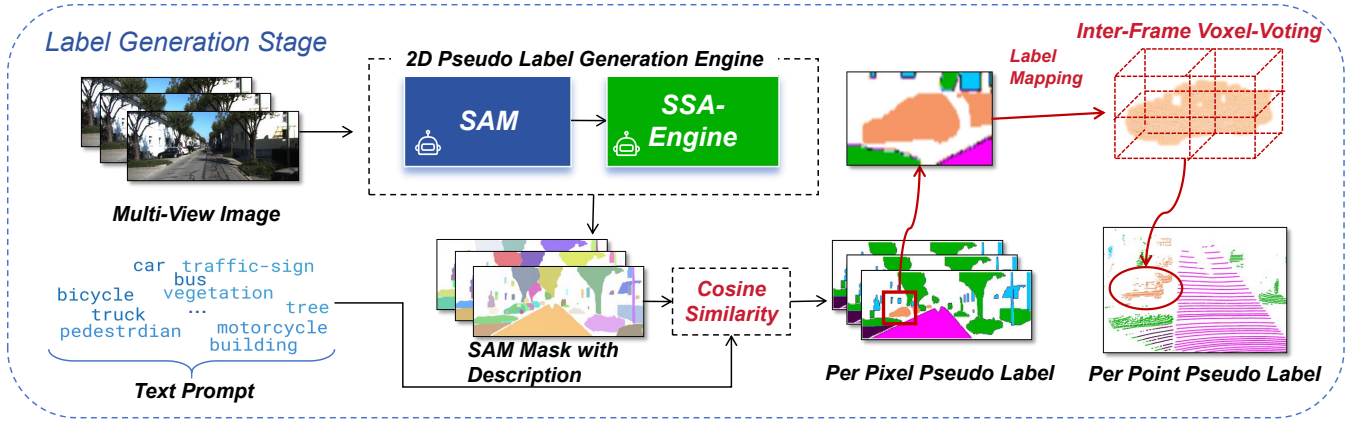 Label Generation Stage
2D Pseudo Label Generation Engine
SAM
SSA-
Engine
Multi-View Image
Label
Mapping
Inter-Frame Voxel-Voting
car traffic-sign
bus
bicycle vegetation
truck ... tree
pedestrdian motorcycle
building
Text Prompt
SAM Mask with
Description
Cosine
Similarity
Per Pixel Pseudo Label
Per Point Pseudo Label